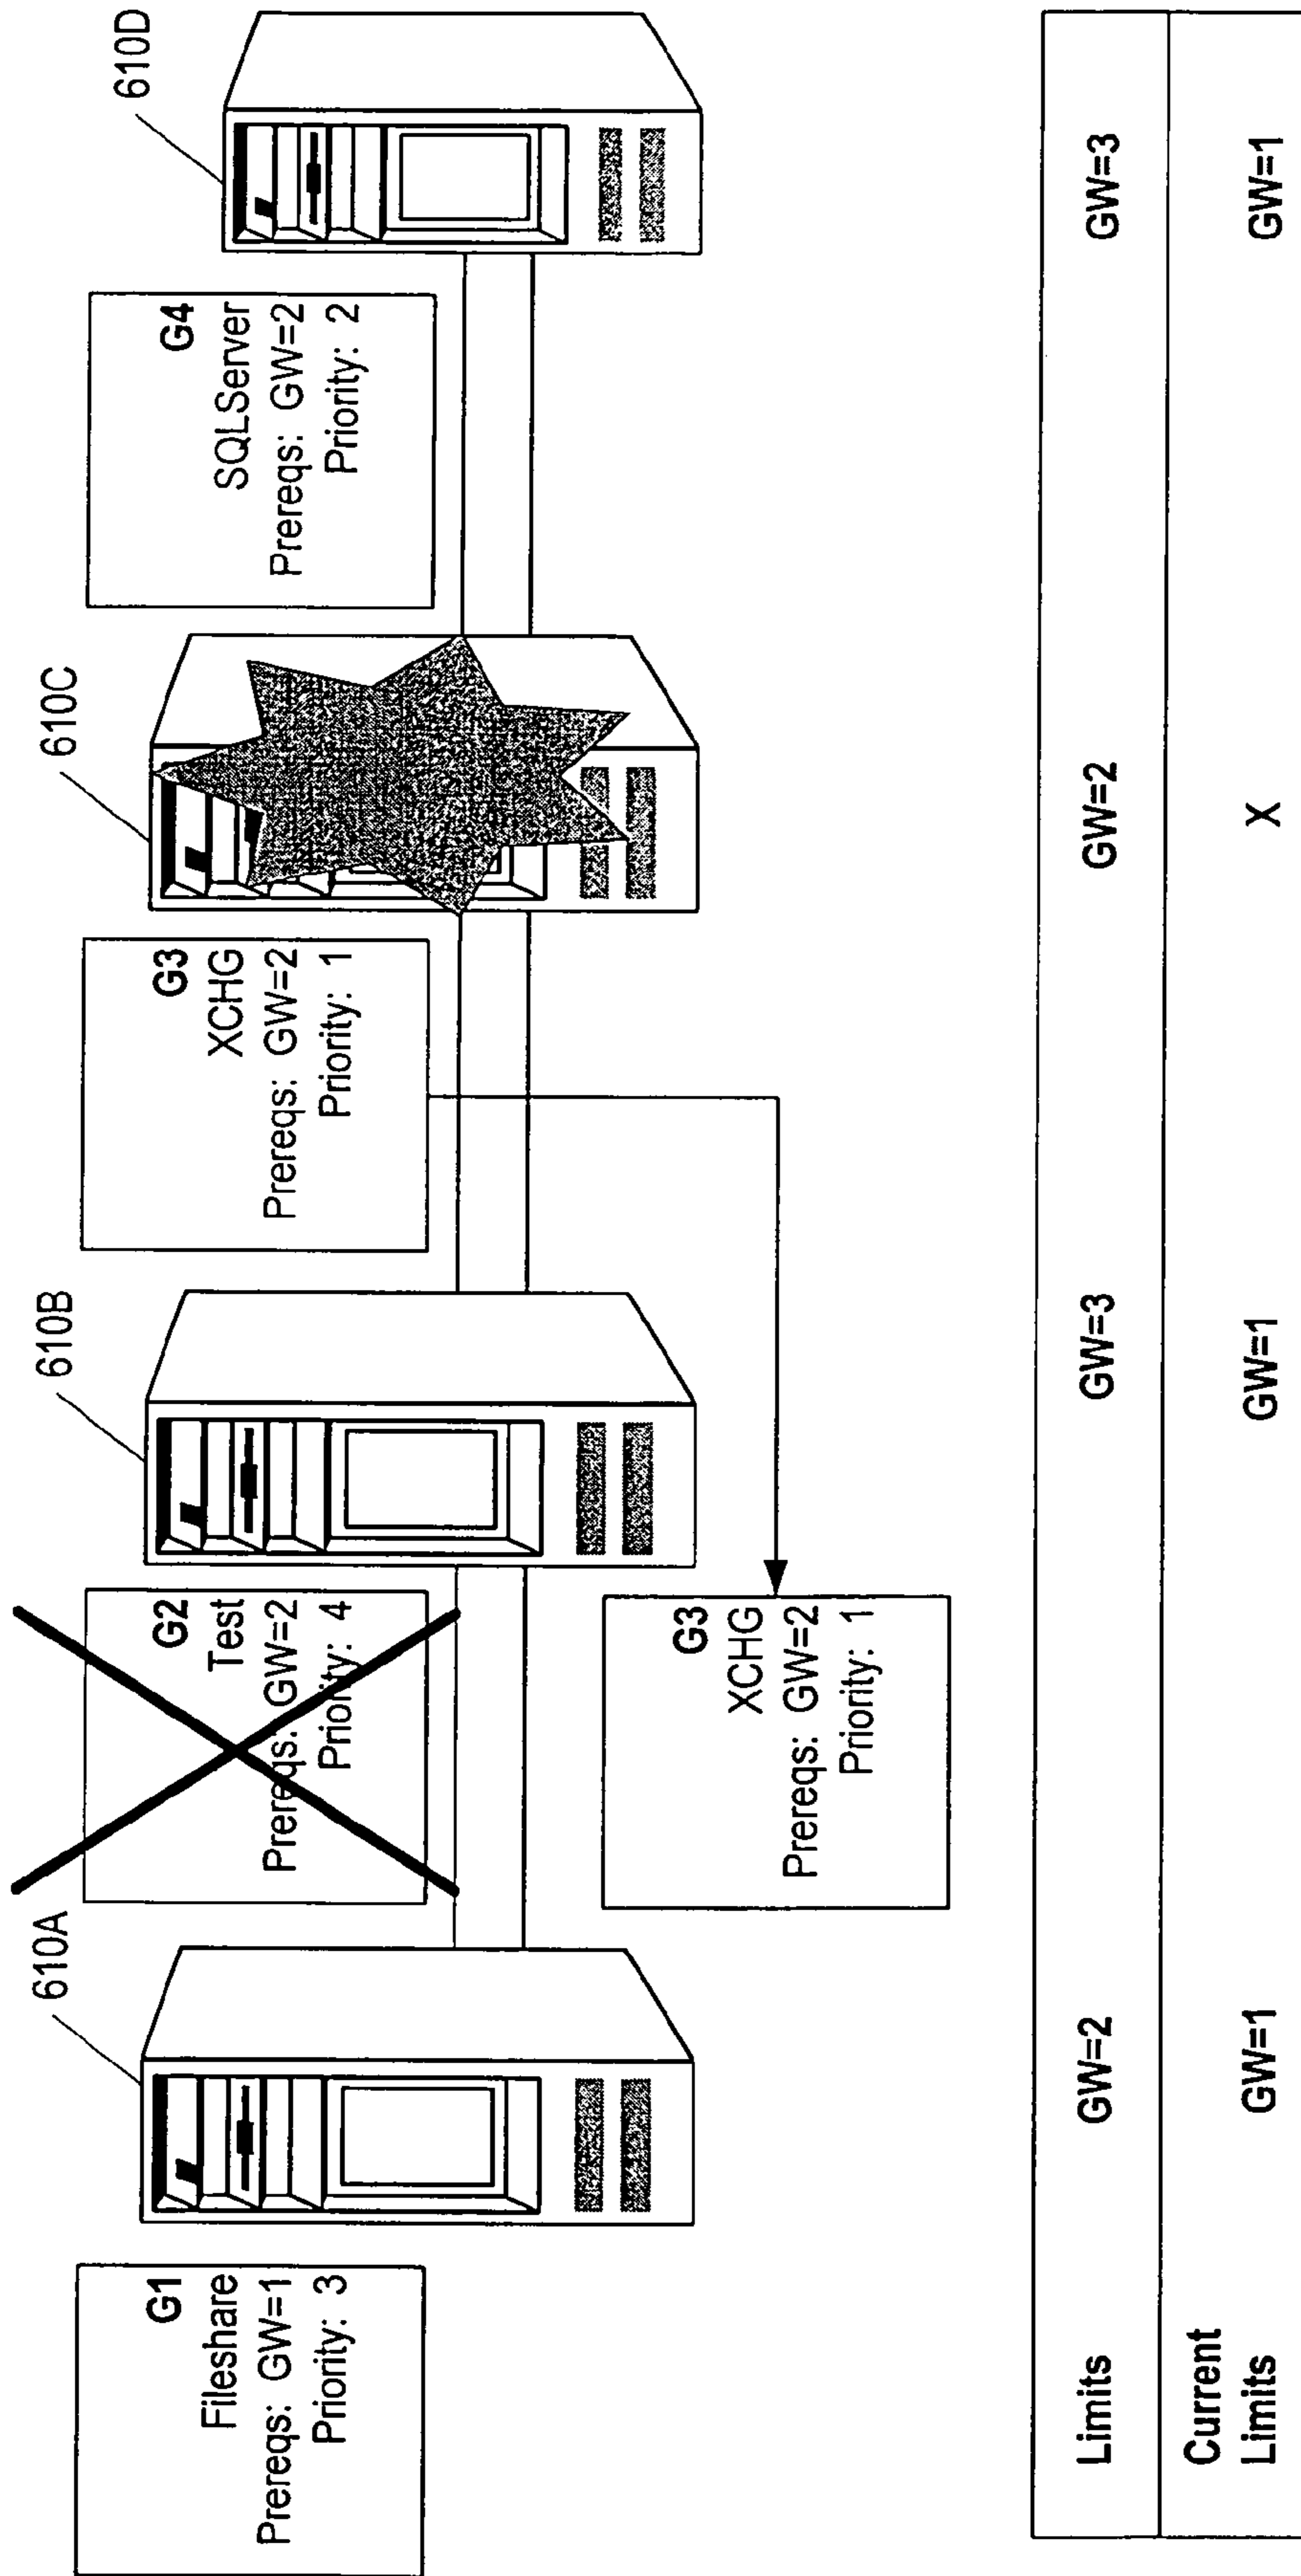 610A
610B
610C
610D
G1
Fileshare
Prereqs: GW=1
Priority: 3
G2
Test
Prereqs: GW=2
Priority: 4
G3
XCHG
Prereqs: GW=2
Priority: 1
G4
SQLServer
Prereqs: GW=2
Priority: 2
G3
XCHG
Prereqs: GW=2
Priority: 1
Limits GW=2 GW=3 GW=2 GW=3
Current
Limits GW=1 GW=1 X GW=1